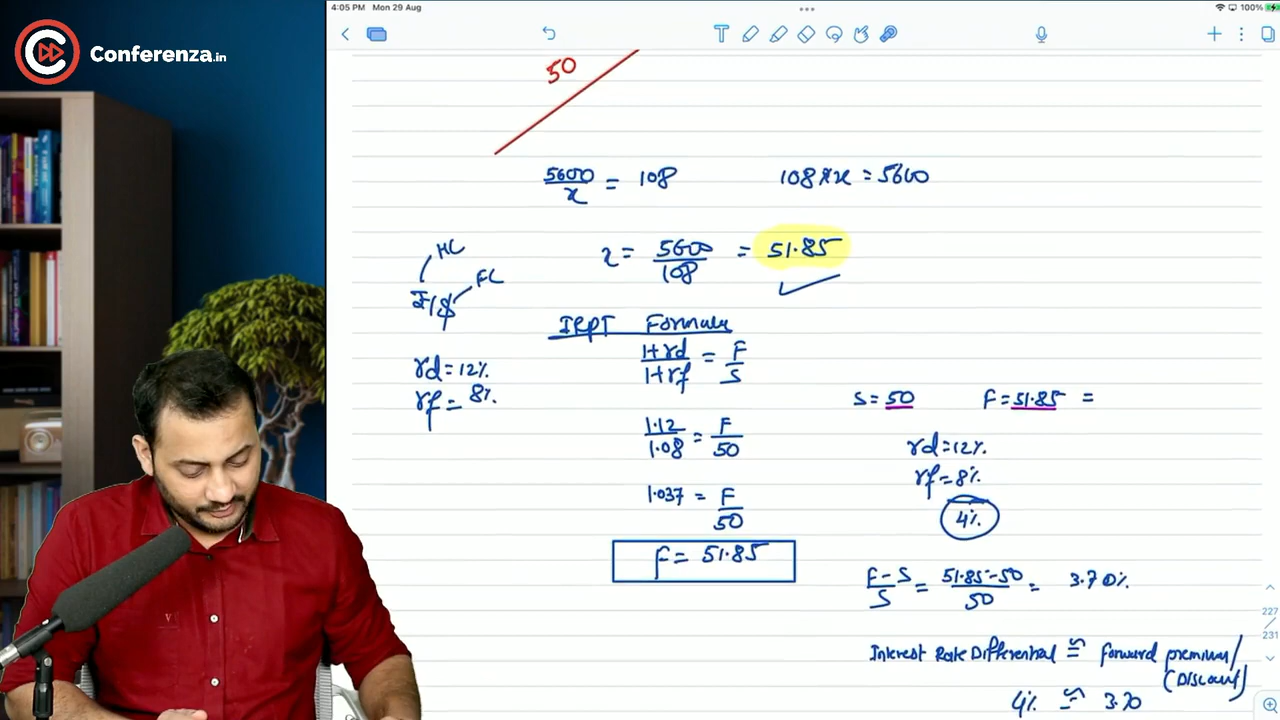 4:05 PM Mon 29 Aug
100%
Conferenza.in
50
5600/x = 108
108 * x = 5600
x = 5600/108 = 51.85
HC
FC
₹/$
IRPT Formula
1+rd/1+rf = F/S
rd = 12%
rf = 8%
1.12/1.08 = F/50
1.037 = F/50
F = 51.85
S = 50 F = 51.85 =
rd = 12%
rf = 8%
4%
F-S/S = 51.85-50/50 = 3.70%
Interest Rate Differential ≈ forward premium/
(Discount)
4% ≈ 3.70
227
231